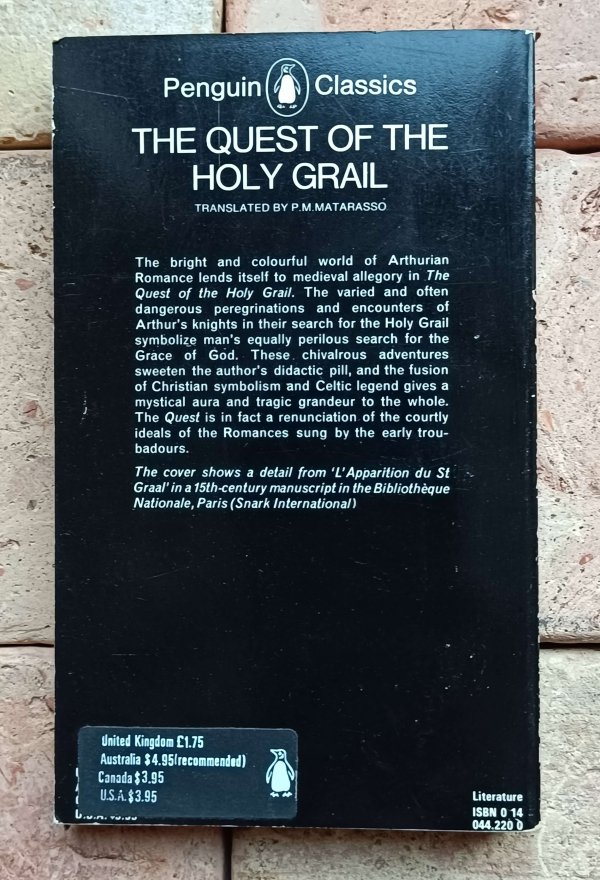 Penguin Classics
THE QUEST OF THE
HOLY GRAIL
TRANSLATED BY P.M.MATARASSO
The bright and colourful world of Arthurian
Romance lends itself to medieval allegory in The
Quest of the Holy Grail. The varied and often
dangerous peregrinations and encounters of
Arthur's knights in their search for the Holy Grail
symbolize man's equally perilous search for the
Grace of God. These chivalrous adventures
sweeten the author's didactic pill, and the fusion
of Christian symbolism and Celtic legend gives a
mystical aura and tragic grandeur to the whole.
The Quest is in fact a renunciation of the courtly
ideals of the Romances sung by the early trou-
badours.
The cover shows a detail from 'L'Apparition du St
Graal' in a 15th-century manuscript in the Bibliothèque
Nationale, Paris (Snark International)
United Kingdom £1.75
Australia $4.95(recommended)
Canada $3.95
U.S.A. $3.95
Literature
ISBN 0 14
044.220 0